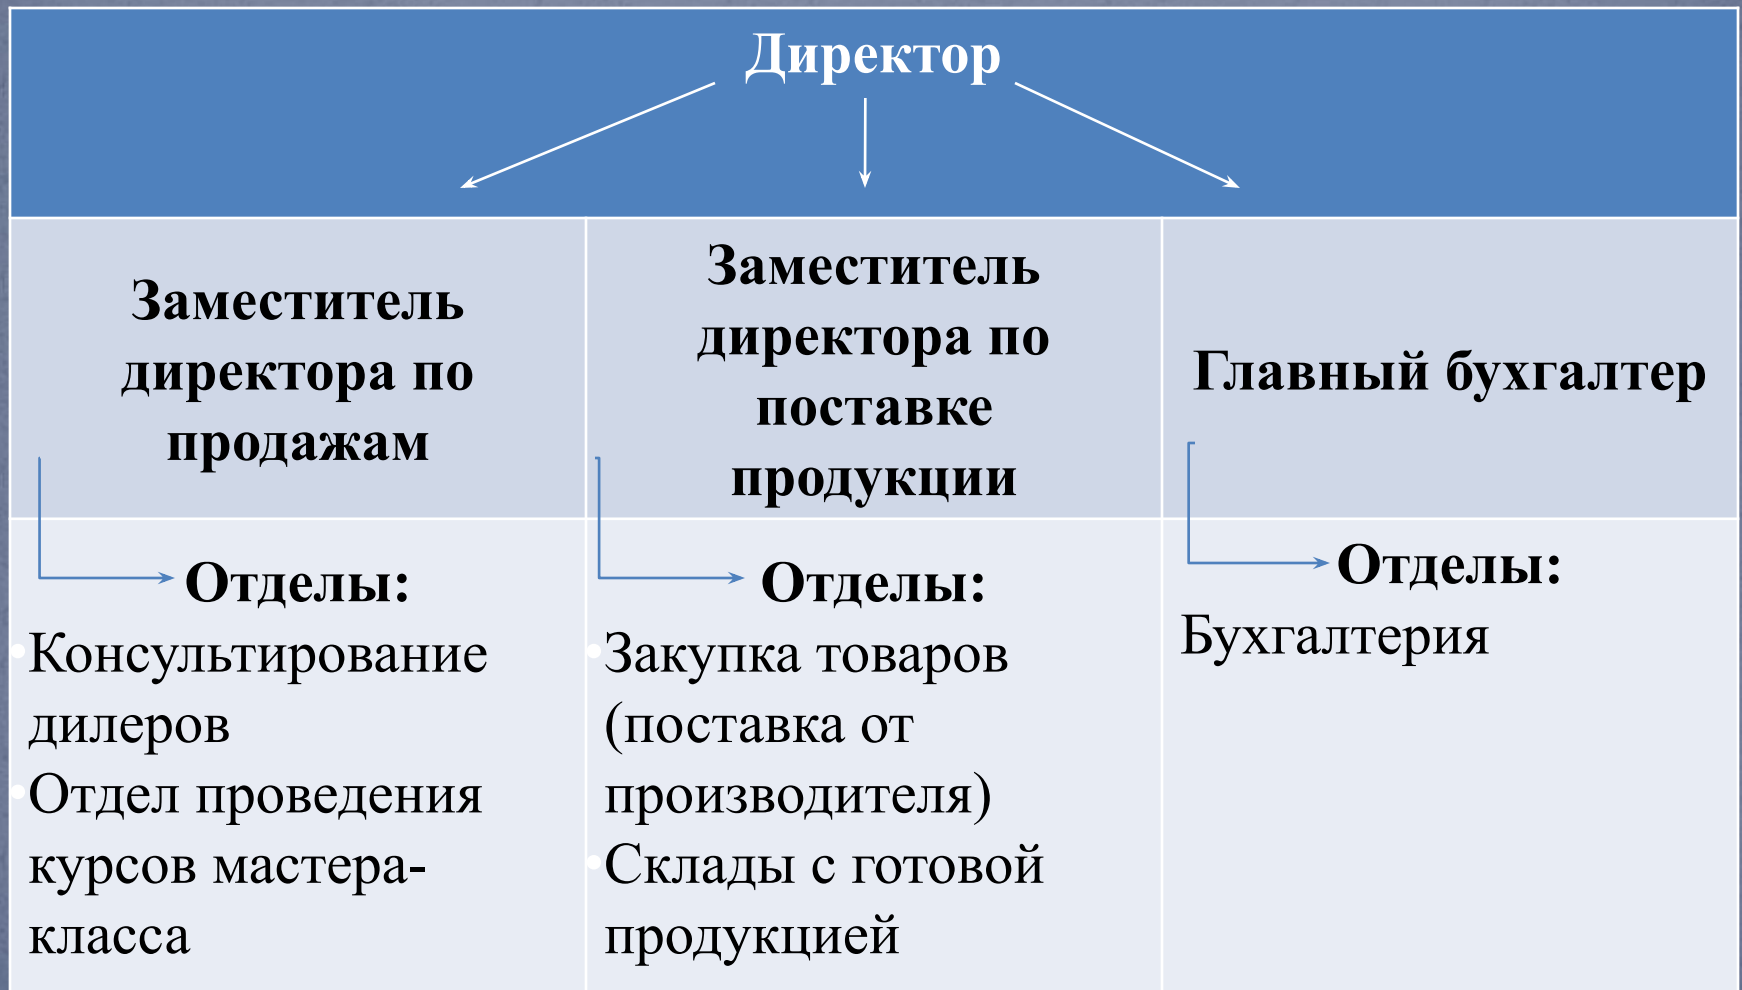 Директор
Заместитель
директора по
продажам
Заместитель
директора по
поставке
продукции
Главный бухгалтер
Отделы:
•Консультирование
дилеров
•Отдел проведения
курсов мастера-
класса
Отделы:
•Закупка товаров
(поставка от
производителя)
•Склады с готовой
продукцией
Отделы:
Бухгалтерия